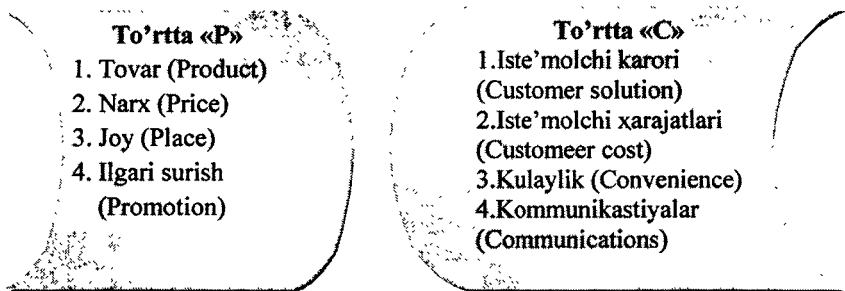 To'rtta «P»
1. Tovar (Product)
2. Narx (Price)
3. Joy (Place)
4. Ilgari surish
(Promotion)
To'rtta «C»
1.Iste'molchi karori
(Customer solution)
2.Iste'molchi xarajatlari
(Customeer cost)
3.Kulaylik (Convenience)
4.Kommunikastiyalar
(Communications)